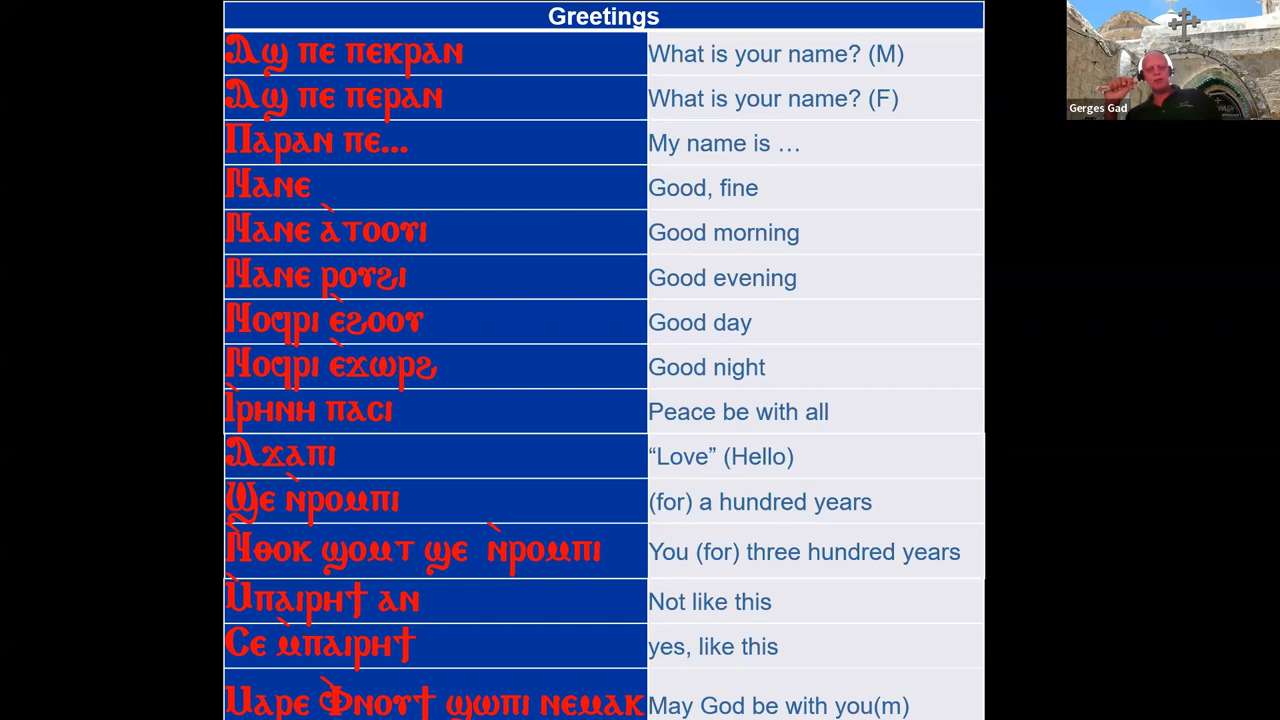 Greetings
Ⲁϣ ⲡⲉ ⲡⲉⲕⲣⲁⲛ What is your name? (M)
Ⲁϣ ⲡⲉ ⲡⲉⲣⲁⲛ What is your name? (F)
Ⲡⲁⲣⲁⲛ ⲡⲉ... My name is …
Ⲛⲁⲛⲉ Good, fine
Ⲛⲁⲛⲉ ⲁ̀ⲧⲟⲟⲩⲓ Good morning
Ⲛⲁⲛⲉ ⲣⲟⲩϩⲓ Good evening
Ⲛⲟϥⲣⲓ ⲉ̀ϩⲟⲟⲩ Good day
Ⲛⲟϥⲣⲓ ⲉ̀ϫⲱⲣϩ Good night
Ⲓ̀ⲣⲏⲛⲏ ⲡⲁⲥⲓ Peace be with all
Ⲁⲭⲁⲡⲓ “Love” (Hello)
Ϣⲉ ⲛ̀ⲣⲟⲙⲡⲓ (for) a hundred years
Ⲛ̀ⲑⲟⲕ ϣⲟⲙⲧ ϣⲉ ⲛ̀ⲣⲟⲙⲡⲓ You (for) three hundred years
Ⲙ̀ⲡⲁⲓⲣⲏϯ ⲁⲛ Not like this
Ⲥⲉ ⲙ̀ⲡⲁⲓⲣⲏϯ yes, like this
Ⲙⲁⲣⲉ Ⲫ̀ⲛⲟⲩϯ ϣⲱⲡⲓ ⲛⲉⲙⲁⲕ May God be with you(m)
Gerges Gad